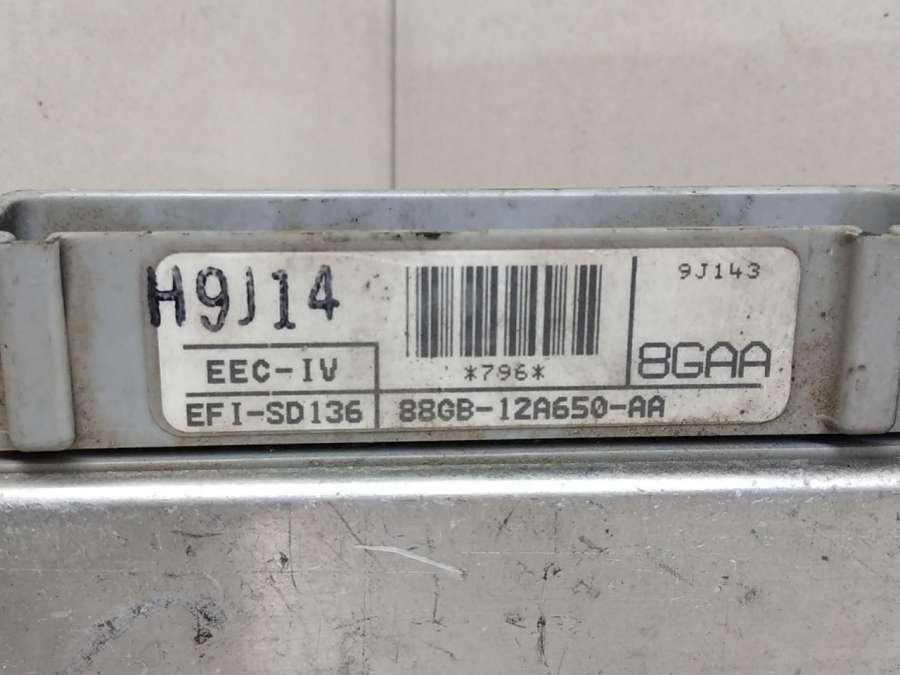 H9J14
9J143
EEC-IV
*796*
8GAA
EFI-SD136
88GB-12A650-AA